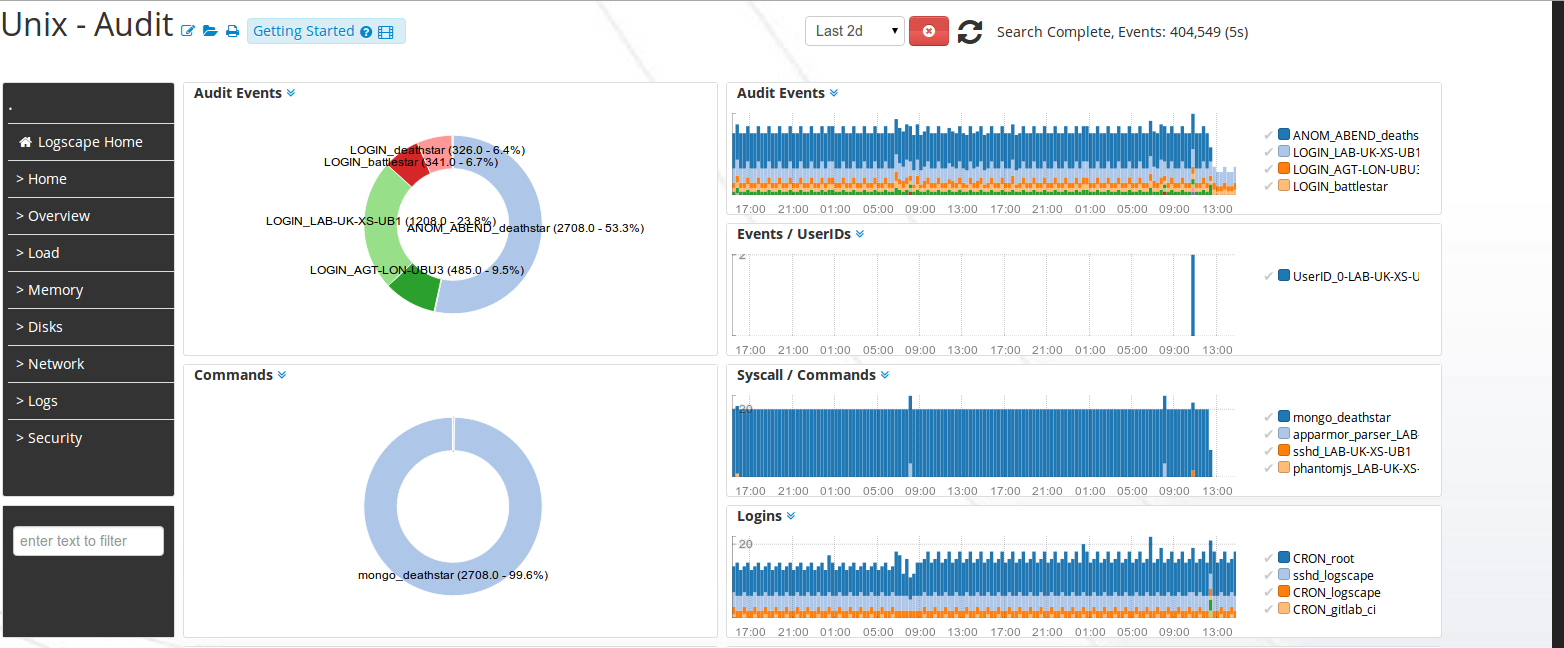 Unix - Audit
Getting Started
Last 2d
Search Complete, Events: 404,549 (5s)
.
Logscape Home
> Home
> Overview
> Load
> Memory
> Disks
> Network
> Logs
> Security
enter text to filter
Audit Events
LOGIN_deathstar (326.0 - 6.4%)
LOGIN_battlestar (341.0 - 6.7%)
LOGIN_LAB-UK-XS-UB1 (1208.0 - 23.8%)
ANOM_ABEND_deathstar (2708.0 - 53.3%)
LOGIN_AGT-LON-UBU3 (485.0 - 9.5%)
Audit Events
ANOM_ABEND_deaths
LOGIN_LAB-UK-XS-UB1
LOGIN_AGT-LON-UBU3
LOGIN_battlestar
17:00 21:00 01:00 05:00 09:00 13:00 17:00 21:00 01:00 05:00 09:00 13:00
Events / UserIDs
2
UserID_0-LAB-UK-XS-U
17:00 21:00 01:00 05:00 09:00 13:00 17:00 21:00 01:00 05:00 09:00 13:00
Commands
mongo_deathstar (2708.0 - 99.6%)
Syscall / Commands
20
mongo_deathstar
apparmor_parser_LAB-
sshd_LAB-UK-XS-UB1
phantomjs_LAB-UK-XS-
17:00 21:00 01:00 05:00 09:00 13:00 17:00 21:00 01:00 05:00 09:00 13:00
Logins
20
CRON_root
sshd_logscape
CRON_logscape
CRON_gitlab_ci
17:00 21:00 01:00 05:00 09:00 13:00 17:00 21:00 01:00 05:00 09:00 13:00